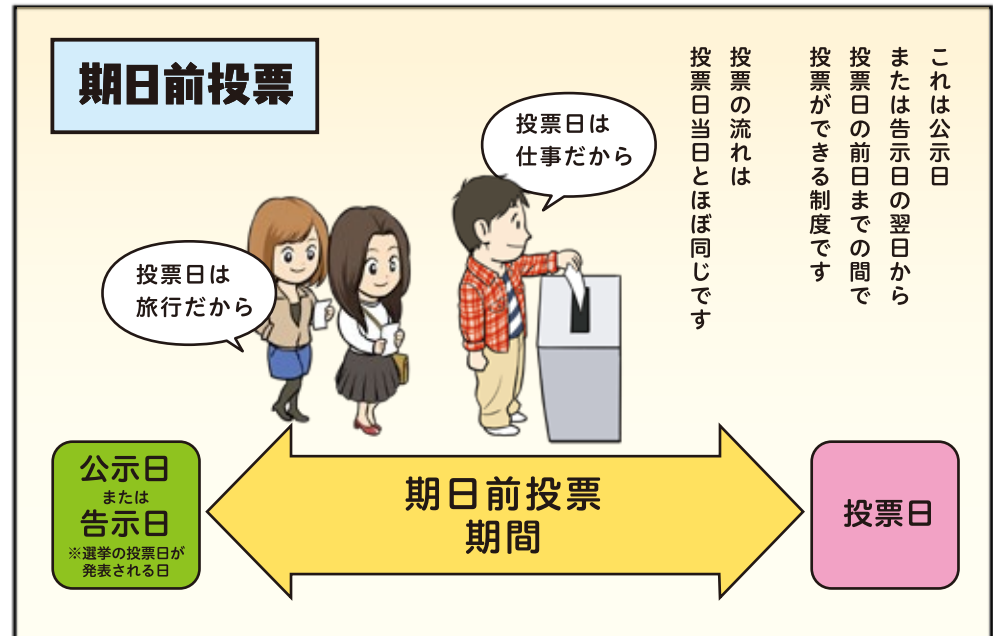 期日前投票
これは公示日
または告示日の翌日から
投票日の前日までの間で
投票ができる制度です
投票の流れは
投票日当日とほぼ同じです
投票日は
仕事だから
投票日は
旅行だから
公示日
または
告示日
※選挙の投票日が
発表される日
期日前投票
期間
投票日